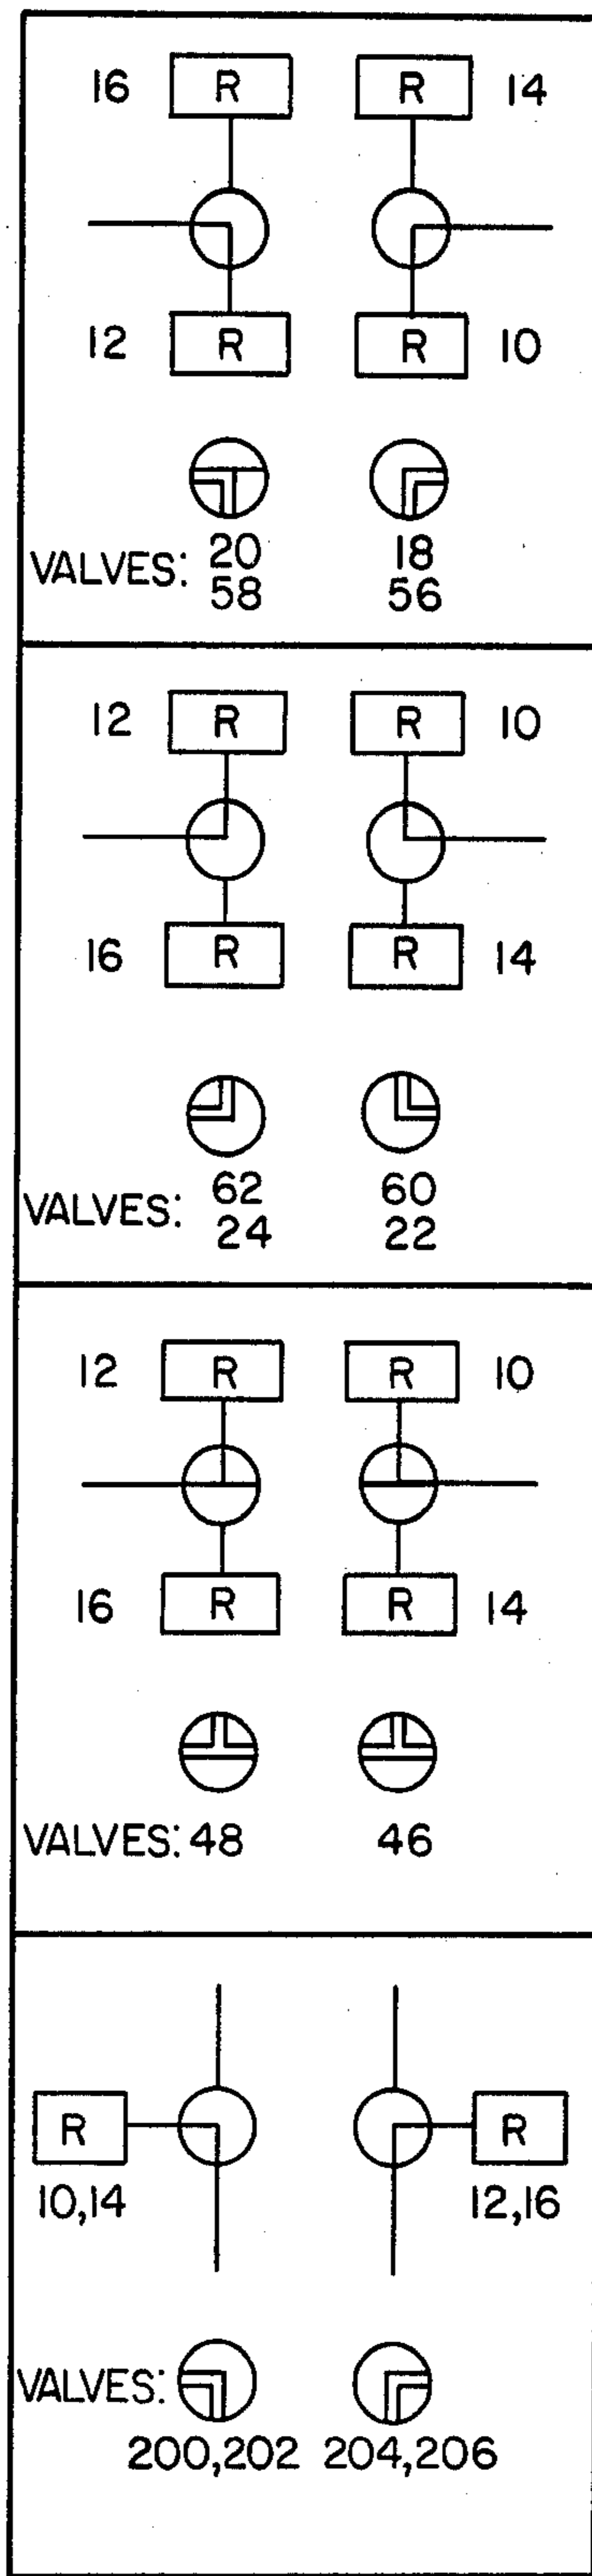 16 R R 14
12 R R 10
VALVES: 20 18
58 56
12 R R 10
16 R R 14
VALVES: 62 60
24 22
12 R R 10
16 R R 14
VALVES: 48 46
R R
10,14 12,16
VALVES:
200,202 204,206